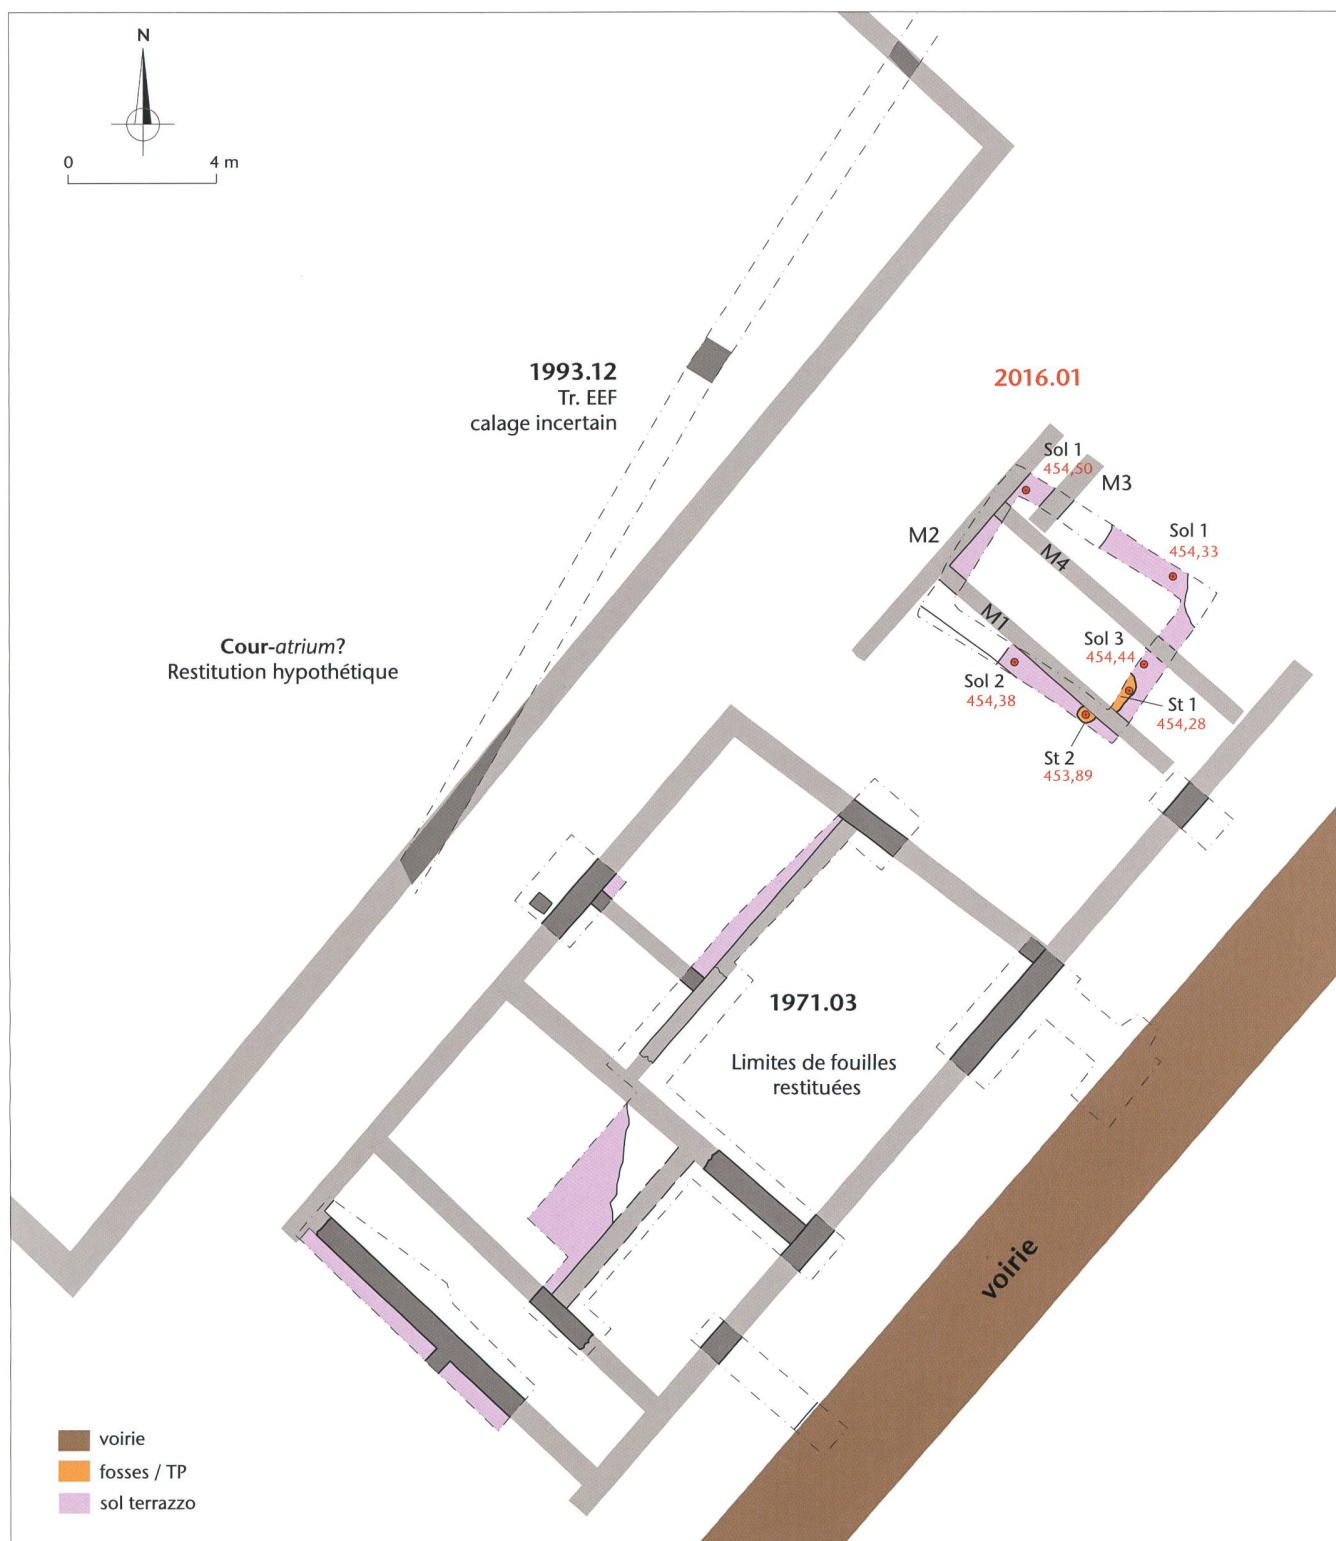 N
0 4 m
1993.12
Tr. EEF
calage incertain
2016.01
Sol 1
454,50
M3
M2
Sol 1
454,33
M4
M1
Sol 3
454,44
Sol 2
454,38
St 1
454,28
St 2
453,89
Cour-atrium?
Restitution hypothétique
1971.03
Limites de fouilles
restituées
voirie
voirie
fosses / TP
sol terrazzo